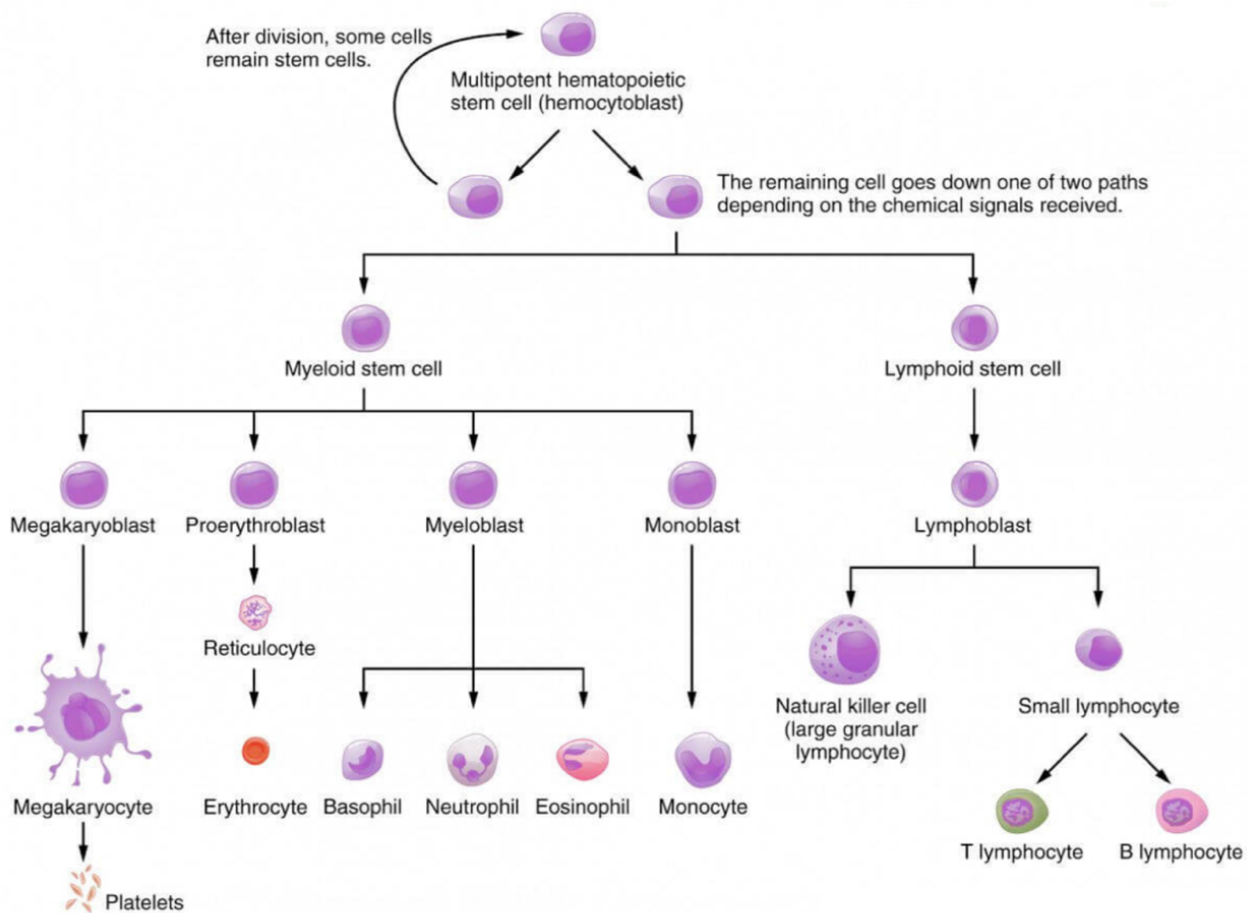 After division, some cells
remain stem cells.
Multipotent hematopoietic
stem cell (hemocytoblast)
The remaining cell goes down one of two paths
depending on the chemical signals received.
Myeloid stem cell
Lymphoid stem cell
Megakaryoblast
Proerythroblast
Myeloblast
Monoblast
Lymphoblast
Reticulocyte
Natural killer cell
(large granular
lymphocyte)
Small lymphocyte
Megakaryocyte
Erythrocyte
Basophil
Neutrophil
Eosinophil
Monocyte
T lymphocyte
B lymphocyte
Platelets